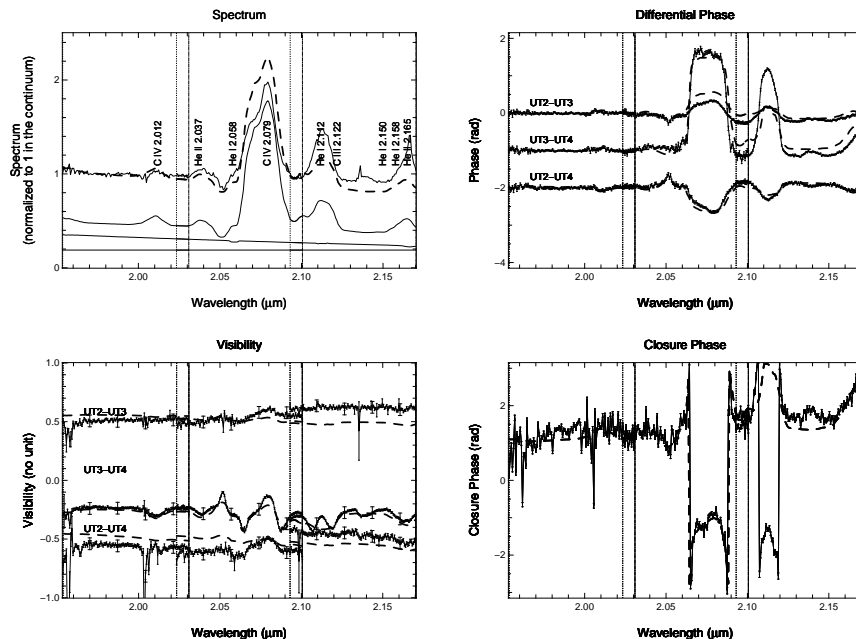 Spectrum
Spectrum
(normalized to 1 in the continuum)
2
1
0
C IV 2.012
He II 2.037
He I 2.058
C IV 2.079
He I 2.112
C III 2.122
He I 2.150
He I 2.158
He II 2.165
2.00
2.05
2.10
2.15
Wavelength (μm)
Differential Phase
Phase (rad)
2
0
−2
−4
UT2−UT3
UT3−UT4
UT2−UT4
2.00
2.05
2.10
2.15
Wavelength (μm)
Visibility
Visibility (no unit)
1.0
0.5
0.0
−0.5
−1.0
UT2−UT3
UT3−UT4
UT2−UT4
2.00
2.05
2.10
2.15
Wavelength (μm)
Closure Phase
Closure Phase (rad)
2
0
−2
2.00
2.05
2.10
2.15
Wavelength (μm)